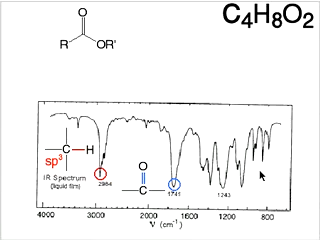 C4H8O2
O
R OR'
C H
sp3
IR Spectrum
(liquid film)
2984
O
C
1741
1243
4000 3000 2000 1600 1200 800
V (cm-1)